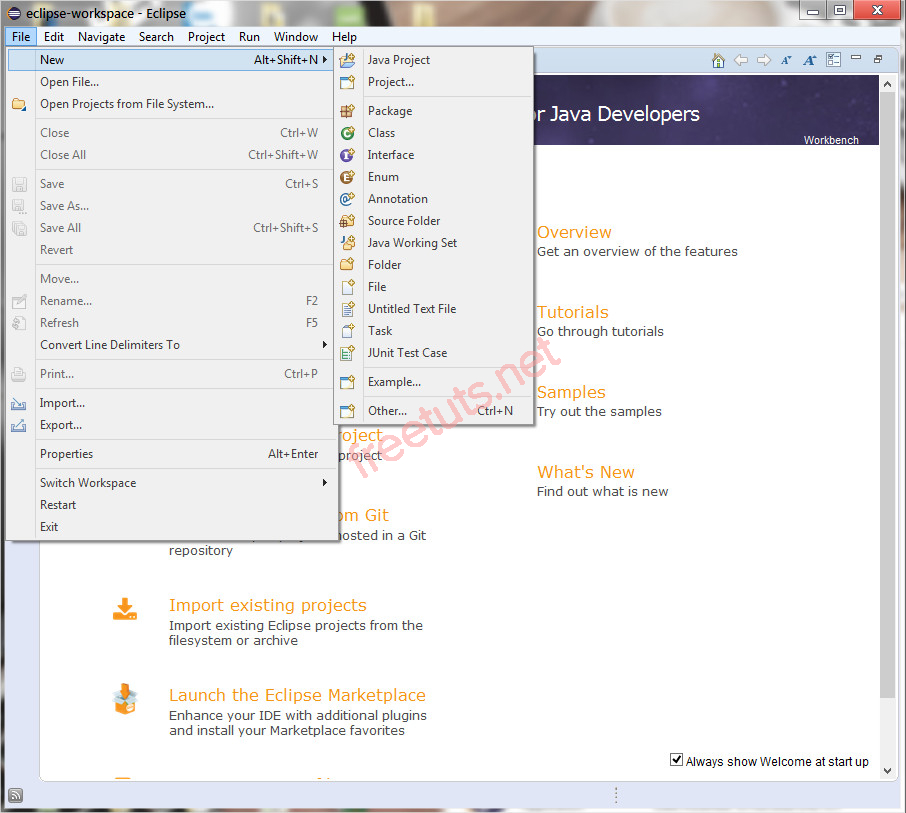 eclipse-workspace - Eclipse
File Edit Navigate Search Project Run Window Help
New Alt+Shift+N
Open File...
Open Projects from File System...
Close Ctrl+W
Close All Ctrl+Shift+W
Save Ctrl+S
Save As...
Save All Ctrl+Shift+S
Revert
Move...
Rename... F2
Refresh F5
Convert Line Delimiters To
Print... Ctrl+P
Import...
Export...
Properties Alt+Enter
Switch Workspace
Restart
Exit
Java Project
Project...
Package
Class
Interface
Enum
Annotation
Source Folder
Java Working Set
Folder
File
Untitled Text File
Task
JUnit Test Case
Example...
Other... Ctrl+N
or Java Developers
Workbench
Overview
Get an overview of the features
Tutorials
Go through tutorials
Samples
Try out the samples
What's New
Find out what is new
freetuts.net
roject
project
om Git
hosted in a Git
repository
Import existing projects
Import existing Eclipse projects from the
filesystem or archive
Launch the Eclipse Marketplace
Enhance your IDE with additional plugins
and install your Marketplace favorites
Always show Welcome at start up